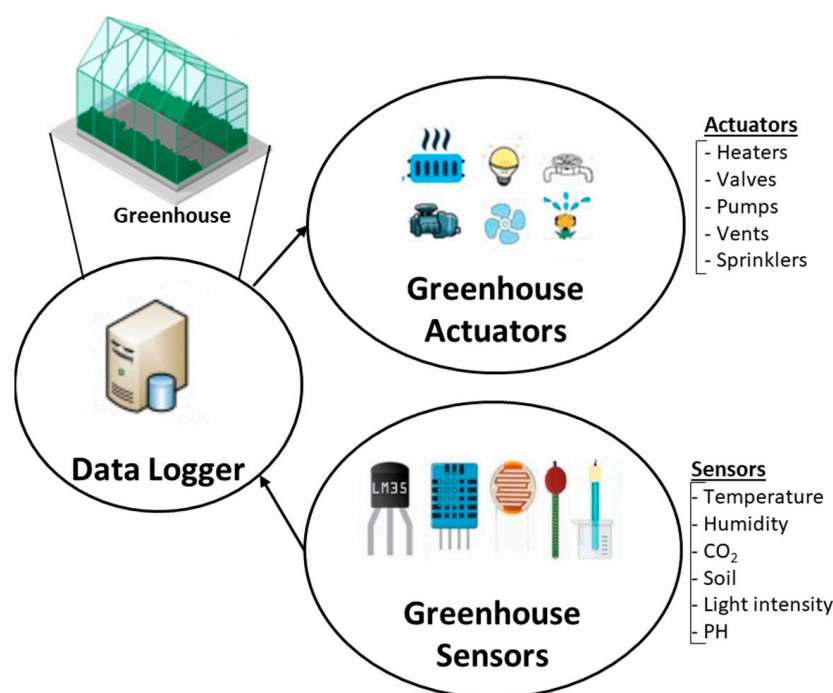 Greenhouse
Actuators
- Heaters
- Valves
- Pumps
- Vents
- Sprinklers
Greenhouse
Actuators
Data Logger
LM35
Greenhouse
Sensors
Sensors
- Temperature
- Humidity
- CO₂
- Soil
- Light intensity
- PH